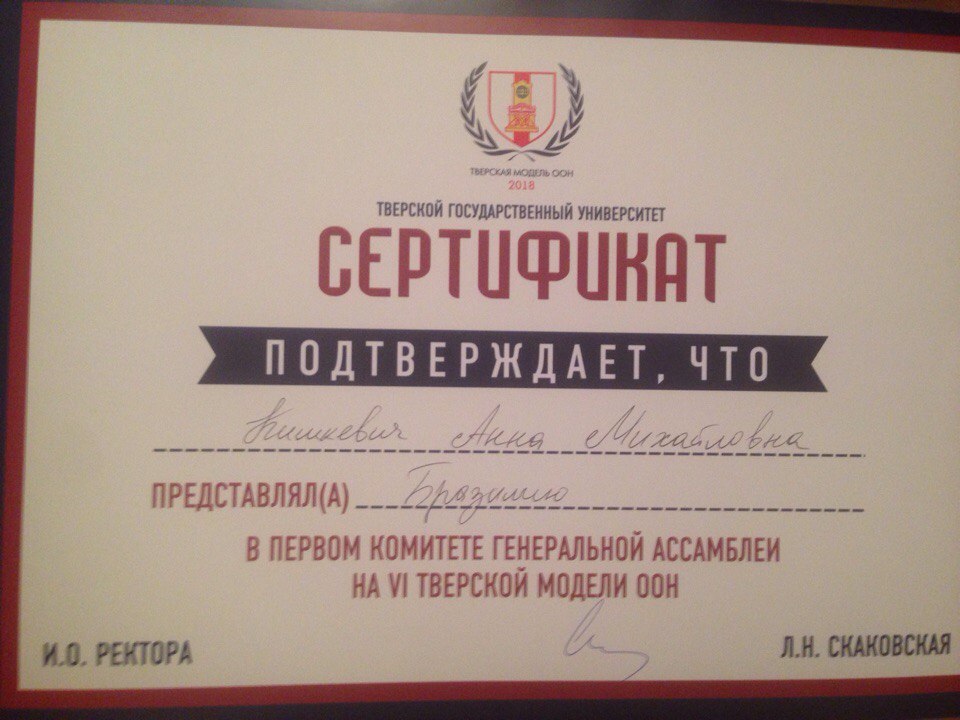 ТВЕРСКАЯ МОДЕЛЬ ООН
2018
ТВЕРСКОЙ ГОСУДАРСТВЕННЫЙ УНИВЕРСИТЕТ
СЕРТИФИКАТ
ПОДТВЕРЖДАЕТ, ЧТО
Анна Михайловна
ПРЕДСТАВЛЯЛ(А) Бразилию
В ПЕРВОМ КОМИТЕТЕ ГЕНЕРАЛЬНОЙ АССАМБЛЕИ
НА VI ТВЕРСКОЙ МОДЕЛИ ООН
И.О. РЕКТОРА Л.Н. СКАКОВСКАЯ